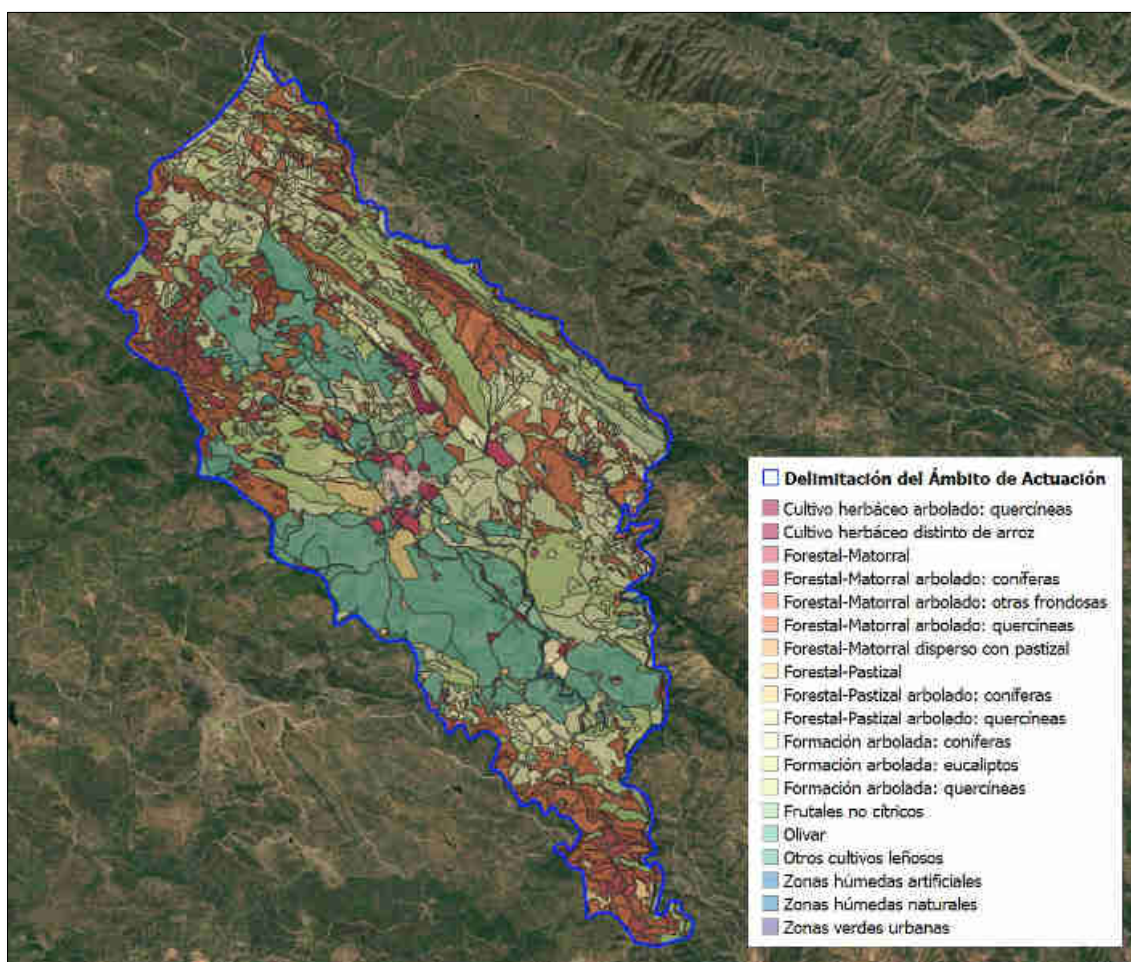 Delimitación del Ámbito de Actuación
Cultivo herbáceo arbolado: quercíneas
Cultivo herbáceo distinto de arroz
Forestal-Matorral
Forestal-Matorral arbolado: coníferas
Forestal-Matorral arbolado: otras frondosas
Forestal-Matorral arbolado: quercíneas
Forestal-Matorral disperso con pastizal
Forestal-Pastizal
Forestal-Pastizal arbolado: coníferas
Forestal-Pastizal arbolado: quercíneas
Formación arbolada: coníferas
Formación arbolada: eucaliptos
Formación arbolada: quercíneas
Frutales no cítricos
Olivar
Otros cultivos leñosos
Zonas húmedas artificiales
Zonas húmedas naturales
Zonas verdes urbanas